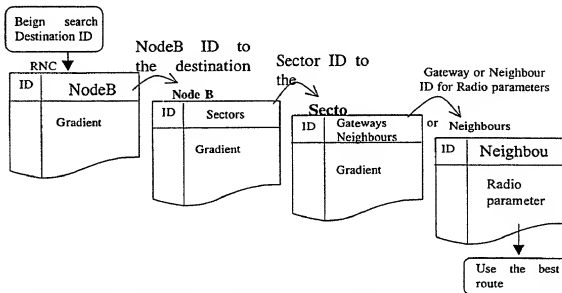 Beign search
Destination ID
RNC
ID NodeB
Gradient
NodeB ID to
the destination
Node B
ID Sectors
Gradient
Sector ID to
the
Secto
ID Gateways
Neighbours
Gradient
Gateway or Neighbour
ID for Radio parameters
or Neighbours
ID Neighbou
Radio
parameter
Use the best
route